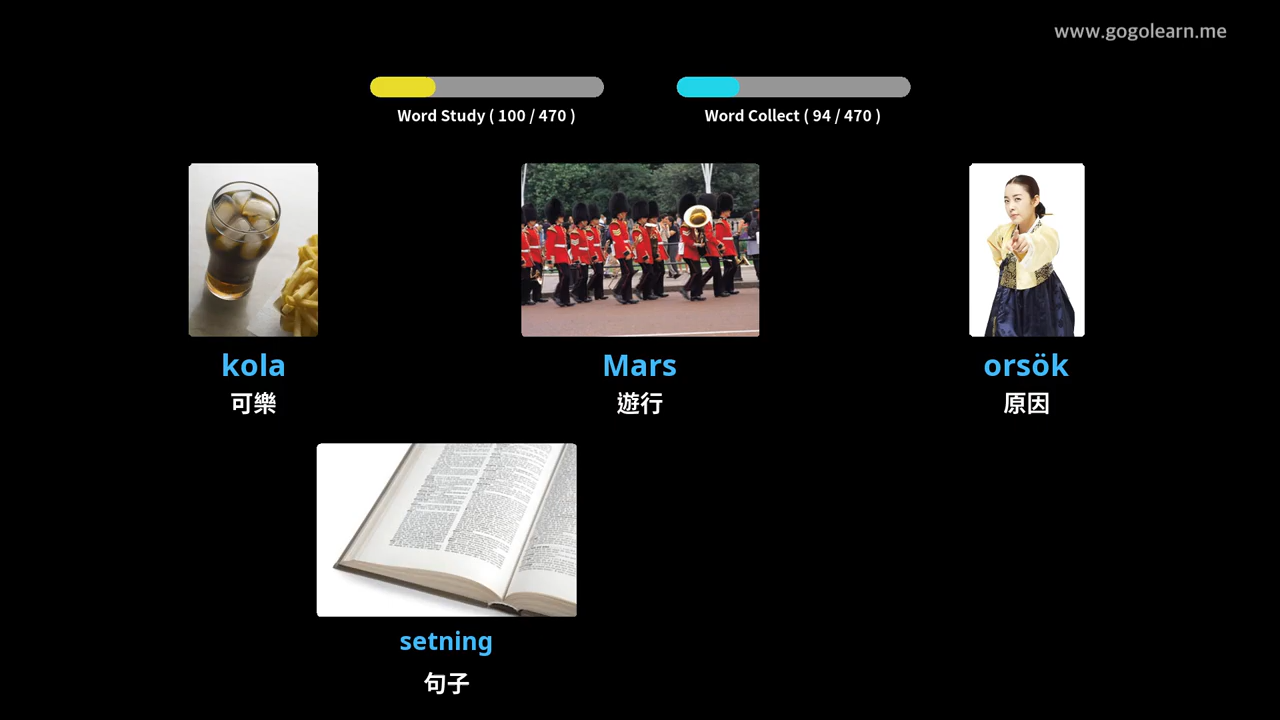 www.gogolearn.me
Word Study ( 100 / 470 )
Word Collect ( 94 / 470 )
kola
可樂
Mars
遊行
orsök
原因
setning
句子